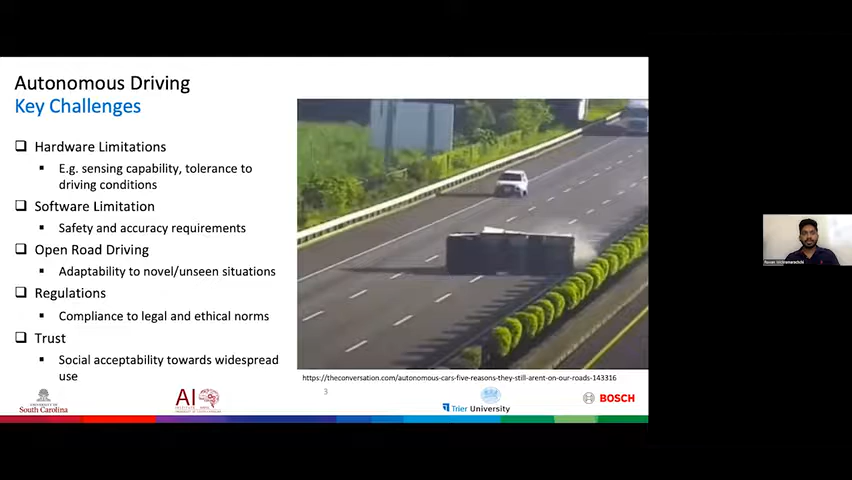 Autonomous Driving
Key Challenges
Hardware Limitations
E.g. sensing capability, tolerance to
driving conditions
Software Limitation
Safety and accuracy requirements
Open Road Driving
Adaptability to novel/unseen situations
Regulations
Compliance to legal and ethical norms
Trust
Social acceptability towards widespread
use
https://theconversation.com/autonomous-cars-five-reasons-they-still-arent-on-our-roads-143316
3
UNIVERSITY OF
South Carolina
AI
INSTITUTE
Trier University
BOSCH